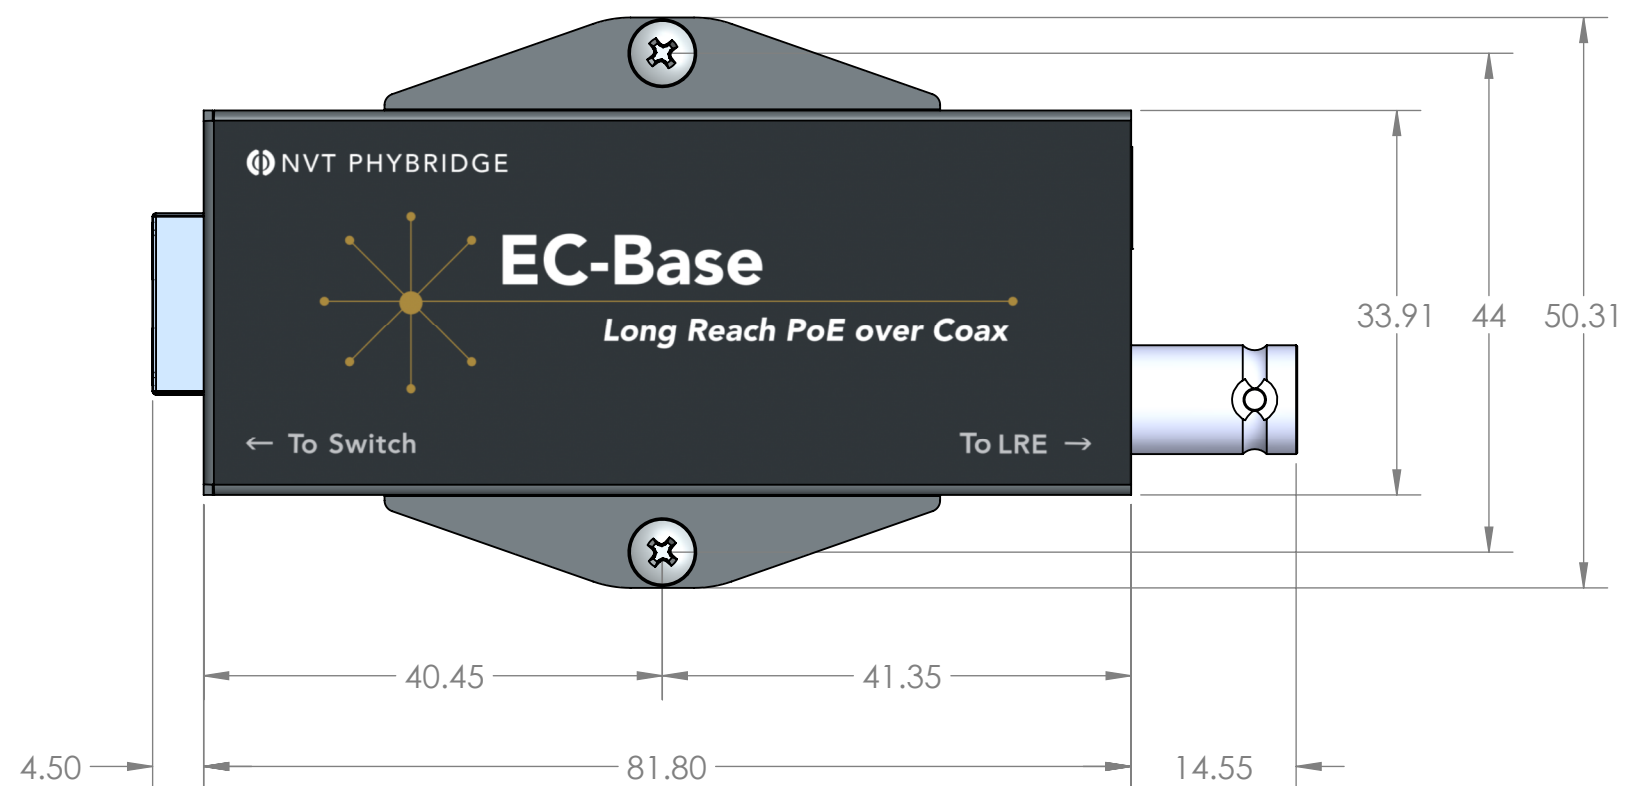 NVT PHYBRIDGE
EC-Base
Long Reach PoE over Coax
← To Switch
To LRE →
33.91
44
50.31
40.45
41.35
4.50
81.80
14.55